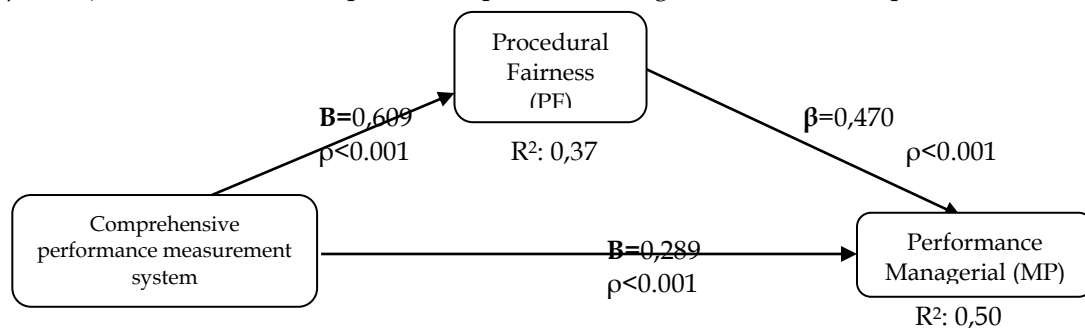 Procedural
Fairness
(PF)
B=0,609
ρ<0.001
β=0,470
ρ<0.001
R²: 0,37
Comprehensive
performance measurement
system
B=0,289
ρ<0.001
Performance
Managerial (MP)
R²: 0,50